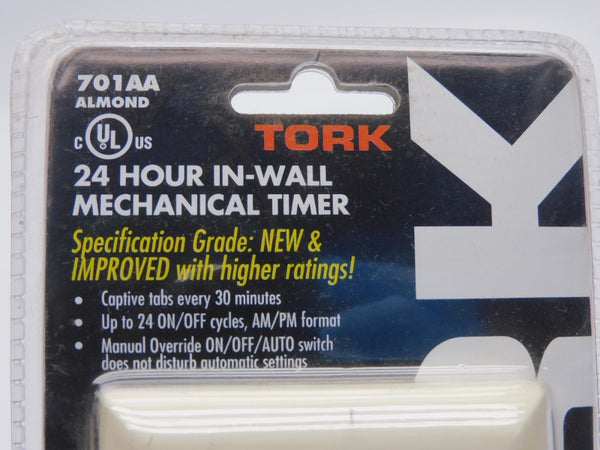 701AA
ALMOND
C UL US
TORK
24 HOUR IN-WALL
MECHANICAL TIMER
Specification Grade: NEW &
IMPROVED with higher ratings!
• Captive tabs every 30 minutes
• Up to 24 ON/OFF cycles, AM/PM format
• Manual Override ON/OFF/AUTO switch
does not disturb automatic settings